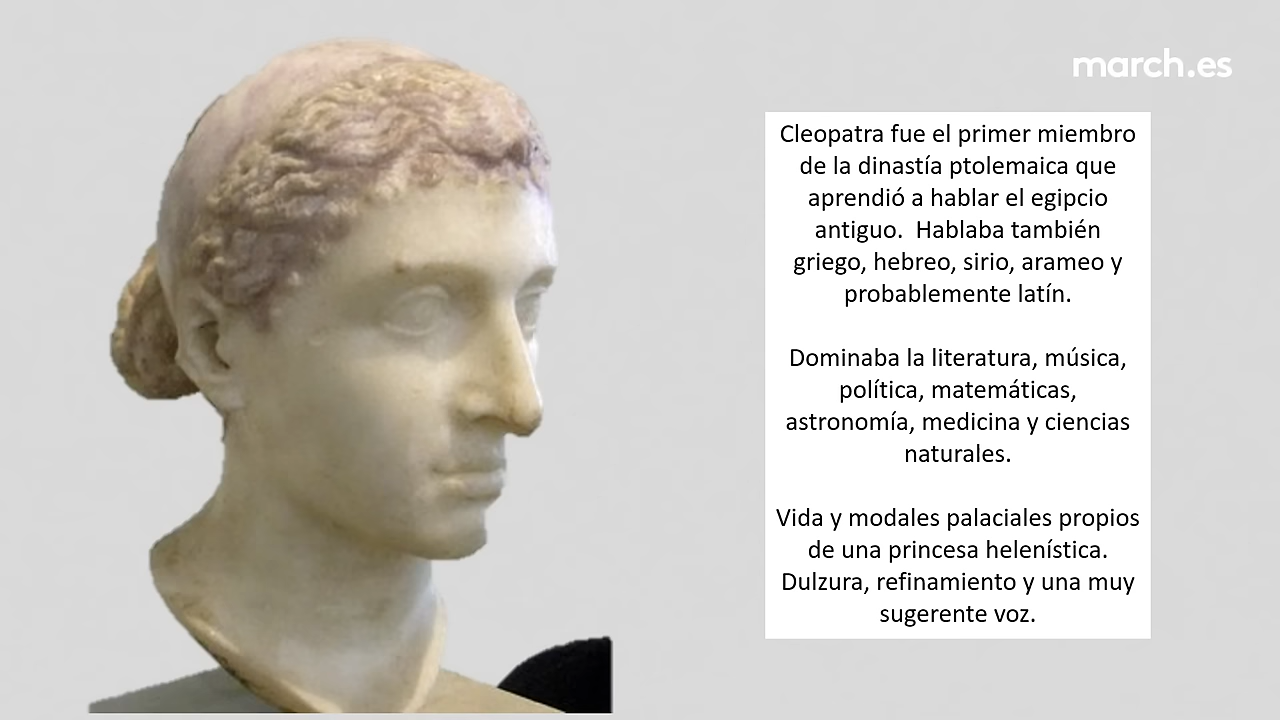 march.es
Cleopatra fue el primer miembro
de la dinastía ptolemaica que
aprendió a hablar el egipcio
antiguo.  Hablaba también
griego, hebreo, sirio, arameo y
probablemente latín.
Dominaba la literatura, música,
política, matemáticas,
astronomía, medicina y ciencias
naturales.
Vida y modales palaciales propios
de una princesa helenística.
Dulzura, refinamiento y una muy
sugerente voz.